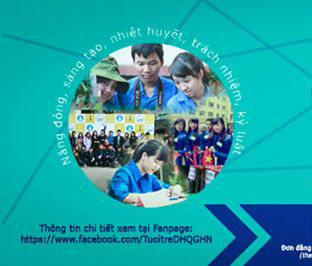 Năng động, sáng tạo, nhiệt huyết, trách nhiệm, kỷ luật
Thông tin chi tiết xem tại Fanpage:
https://www.facebook.com/TuoitreDHQGHN
Đơn đăng
(the